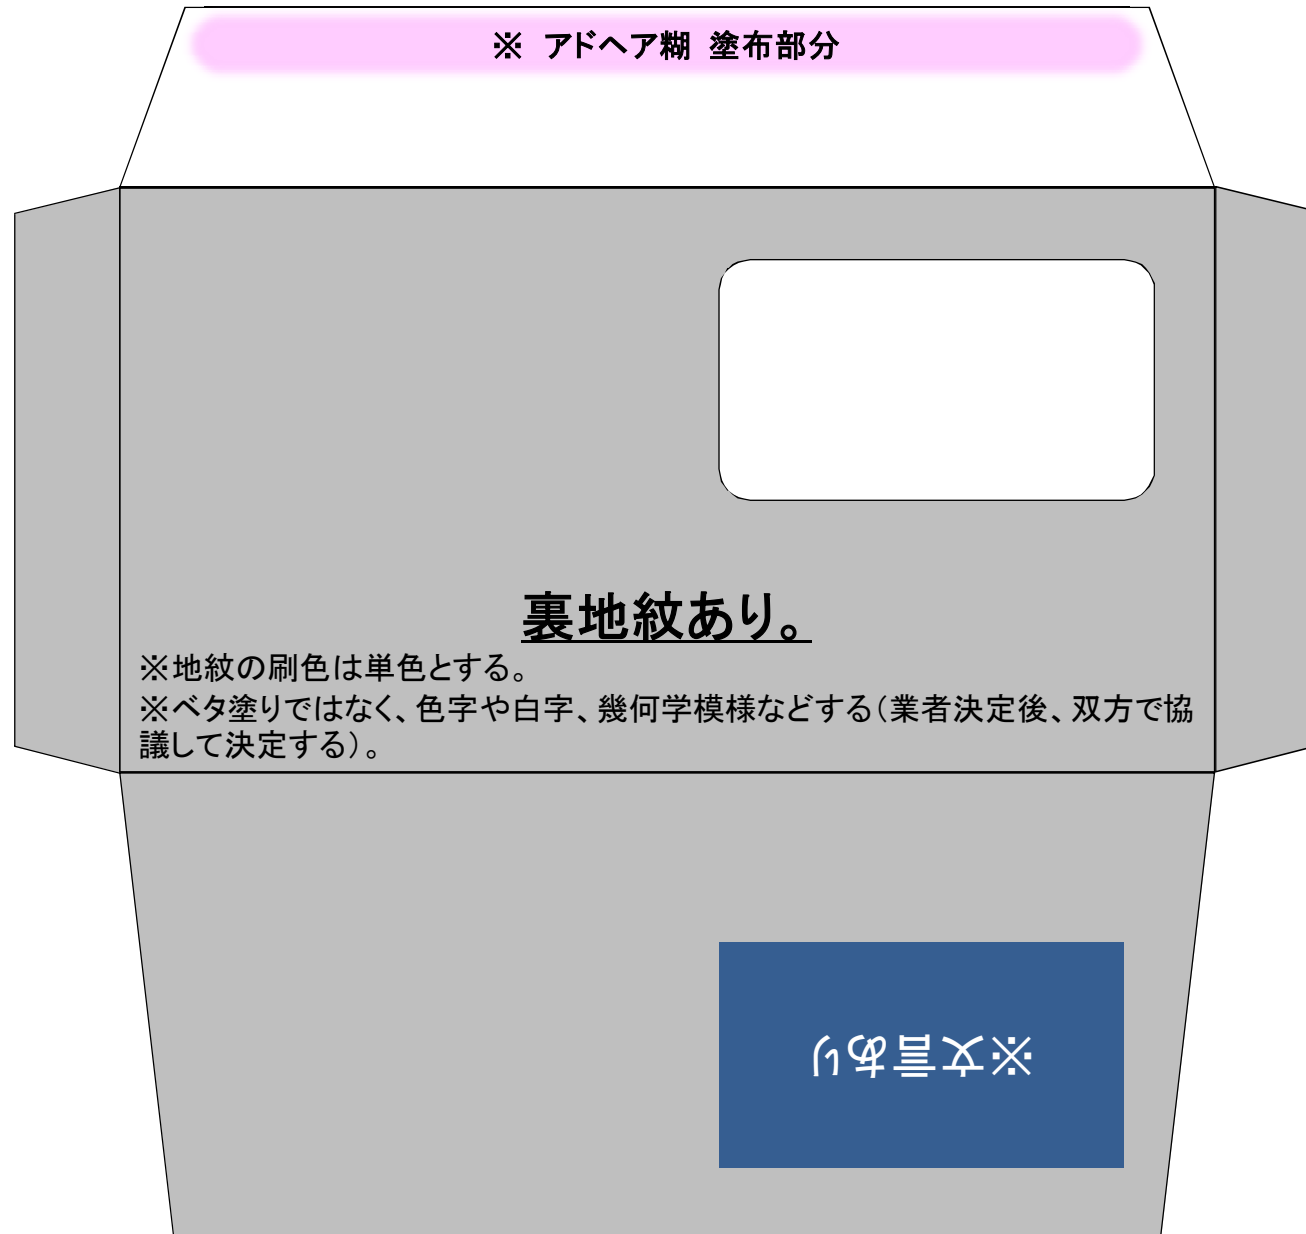 ※ アドヘア糊 塗布部分
裏地紋あり。
※地紋の刷色は単色とする。
※ベタ塗りではなく、色字や白字、幾何学模様などする（業者決定後、双方で協
議して決定する）。
※文言あり